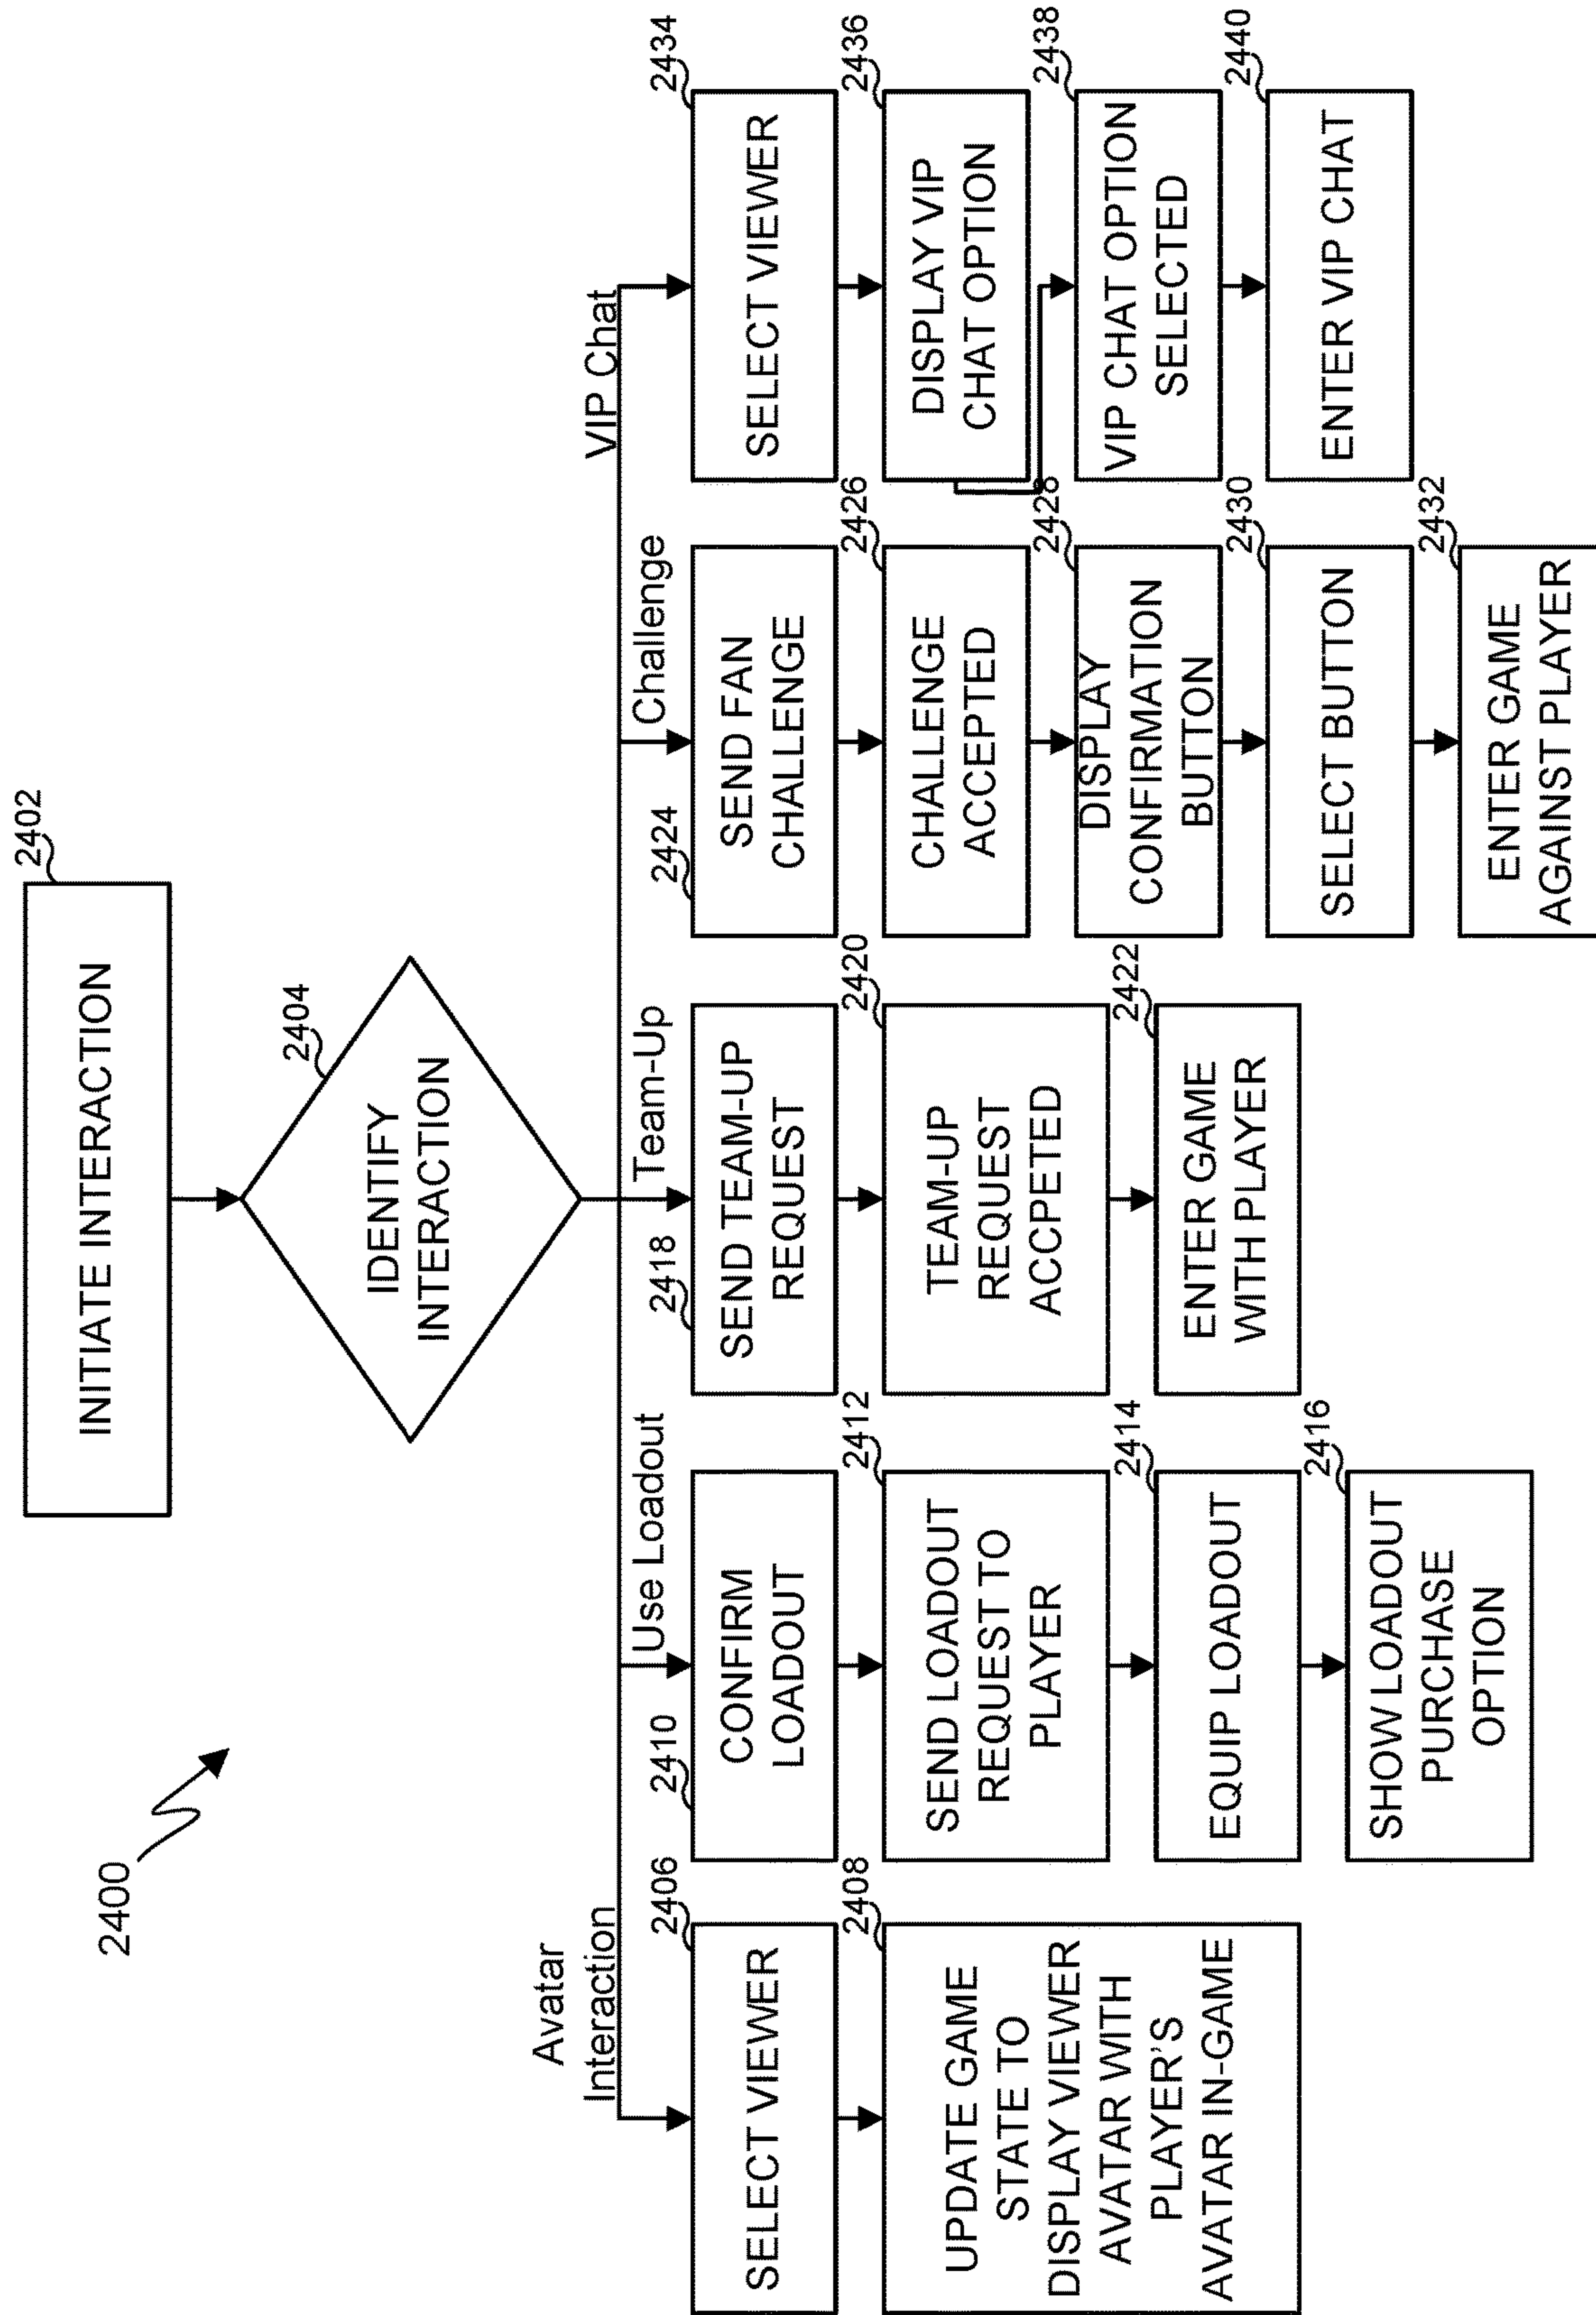 2400
INITIATE INTERACTION
2402
IDENTIFY
INTERACTION
2404
Avatar
Interaction
SELECT VIEWER
2406
UPDATE GAME
STATE TO
DISPLAY VIEWER
AVATAR WITH
PLAYER'S
AVATAR IN-GAME
2408
Use Loadout
2410
CONFIRM
LOADOUT
SEND LOADOUT
REQUEST TO
PLAYER
2412
EQUIP LOADOUT
2414
SHOW LOADOUT
PURCHASE
OPTION
2416
Team-Up
2418
SEND TEAM-UP
REQUEST
TEAM-UP
REQUEST
ACCPETED
2420
ENTER GAME
WITH PLAYER
2422
Challenge
2424
SEND FAN
CHALLENGE
CHALLENGE
ACCEPTED
2426
DISPLAY
CONFIRMATION
BUTTON
2428
SELECT BUTTON
2430
ENTER GAME
AGAINST PLAYER
2432
VIP Chat
SELECT VIEWER
2434
DISPLAY VIP
CHAT OPTION
2436
VIP CHAT OPTION
SELECTED
2438
ENTER VIP CHAT
2440